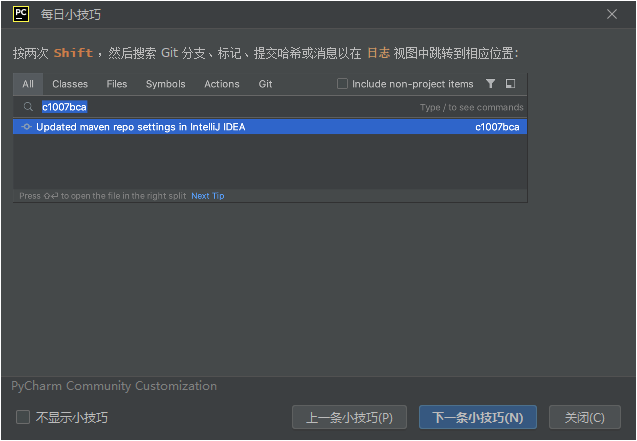 PC 每日小技巧
按两次 Shift ，然后搜索 Git 分支、标记、提交哈希或消息以在 日志 视图中跳转到相应位置：
All Classes Files Symbols Actions Git Include non-project items
c1007bca Type / to see commands
Updated maven repo settings in IntelliJ IDEA c1007bca
Press ⇧↵ to open the file in the right split Next Tip
PyCharm Community Customization
不显示小技巧 上一条小技巧(P) 下一条小技巧(N) 关闭(C)